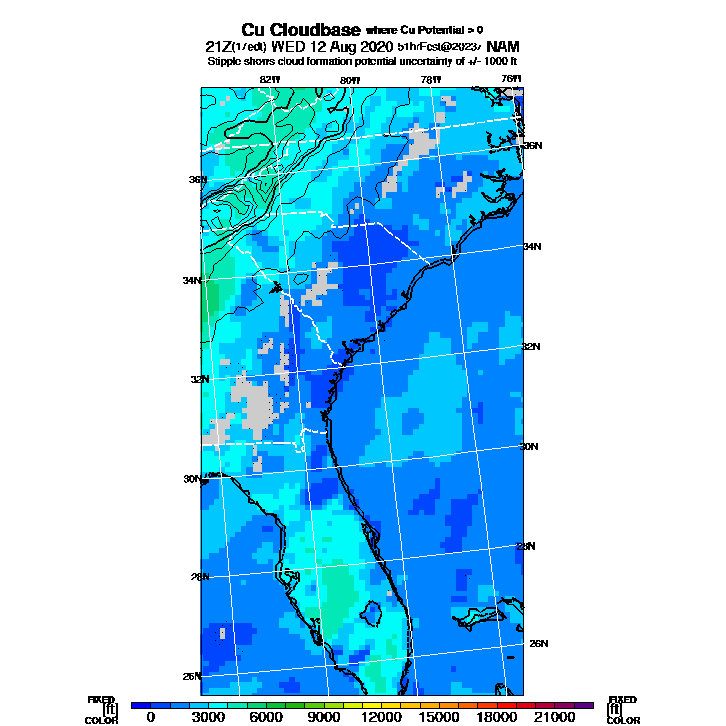 Cu Cloudbase where Cu Potential > 0
21Z(17edt) WED 12 Aug 2020 51hrFcst@2023z NAM
Stipple shows cloud formation potential uncertainty of +/- 1000 ft
82W 80W 78W 76W
36N
36N
34N
34N
32N
32N
30N
30N
28N
28N
26N
26N
FIXED FIXED
[ft] [ft]
COLOR COLOR
0 3000 6000 9000 12000 15000 18000 21000